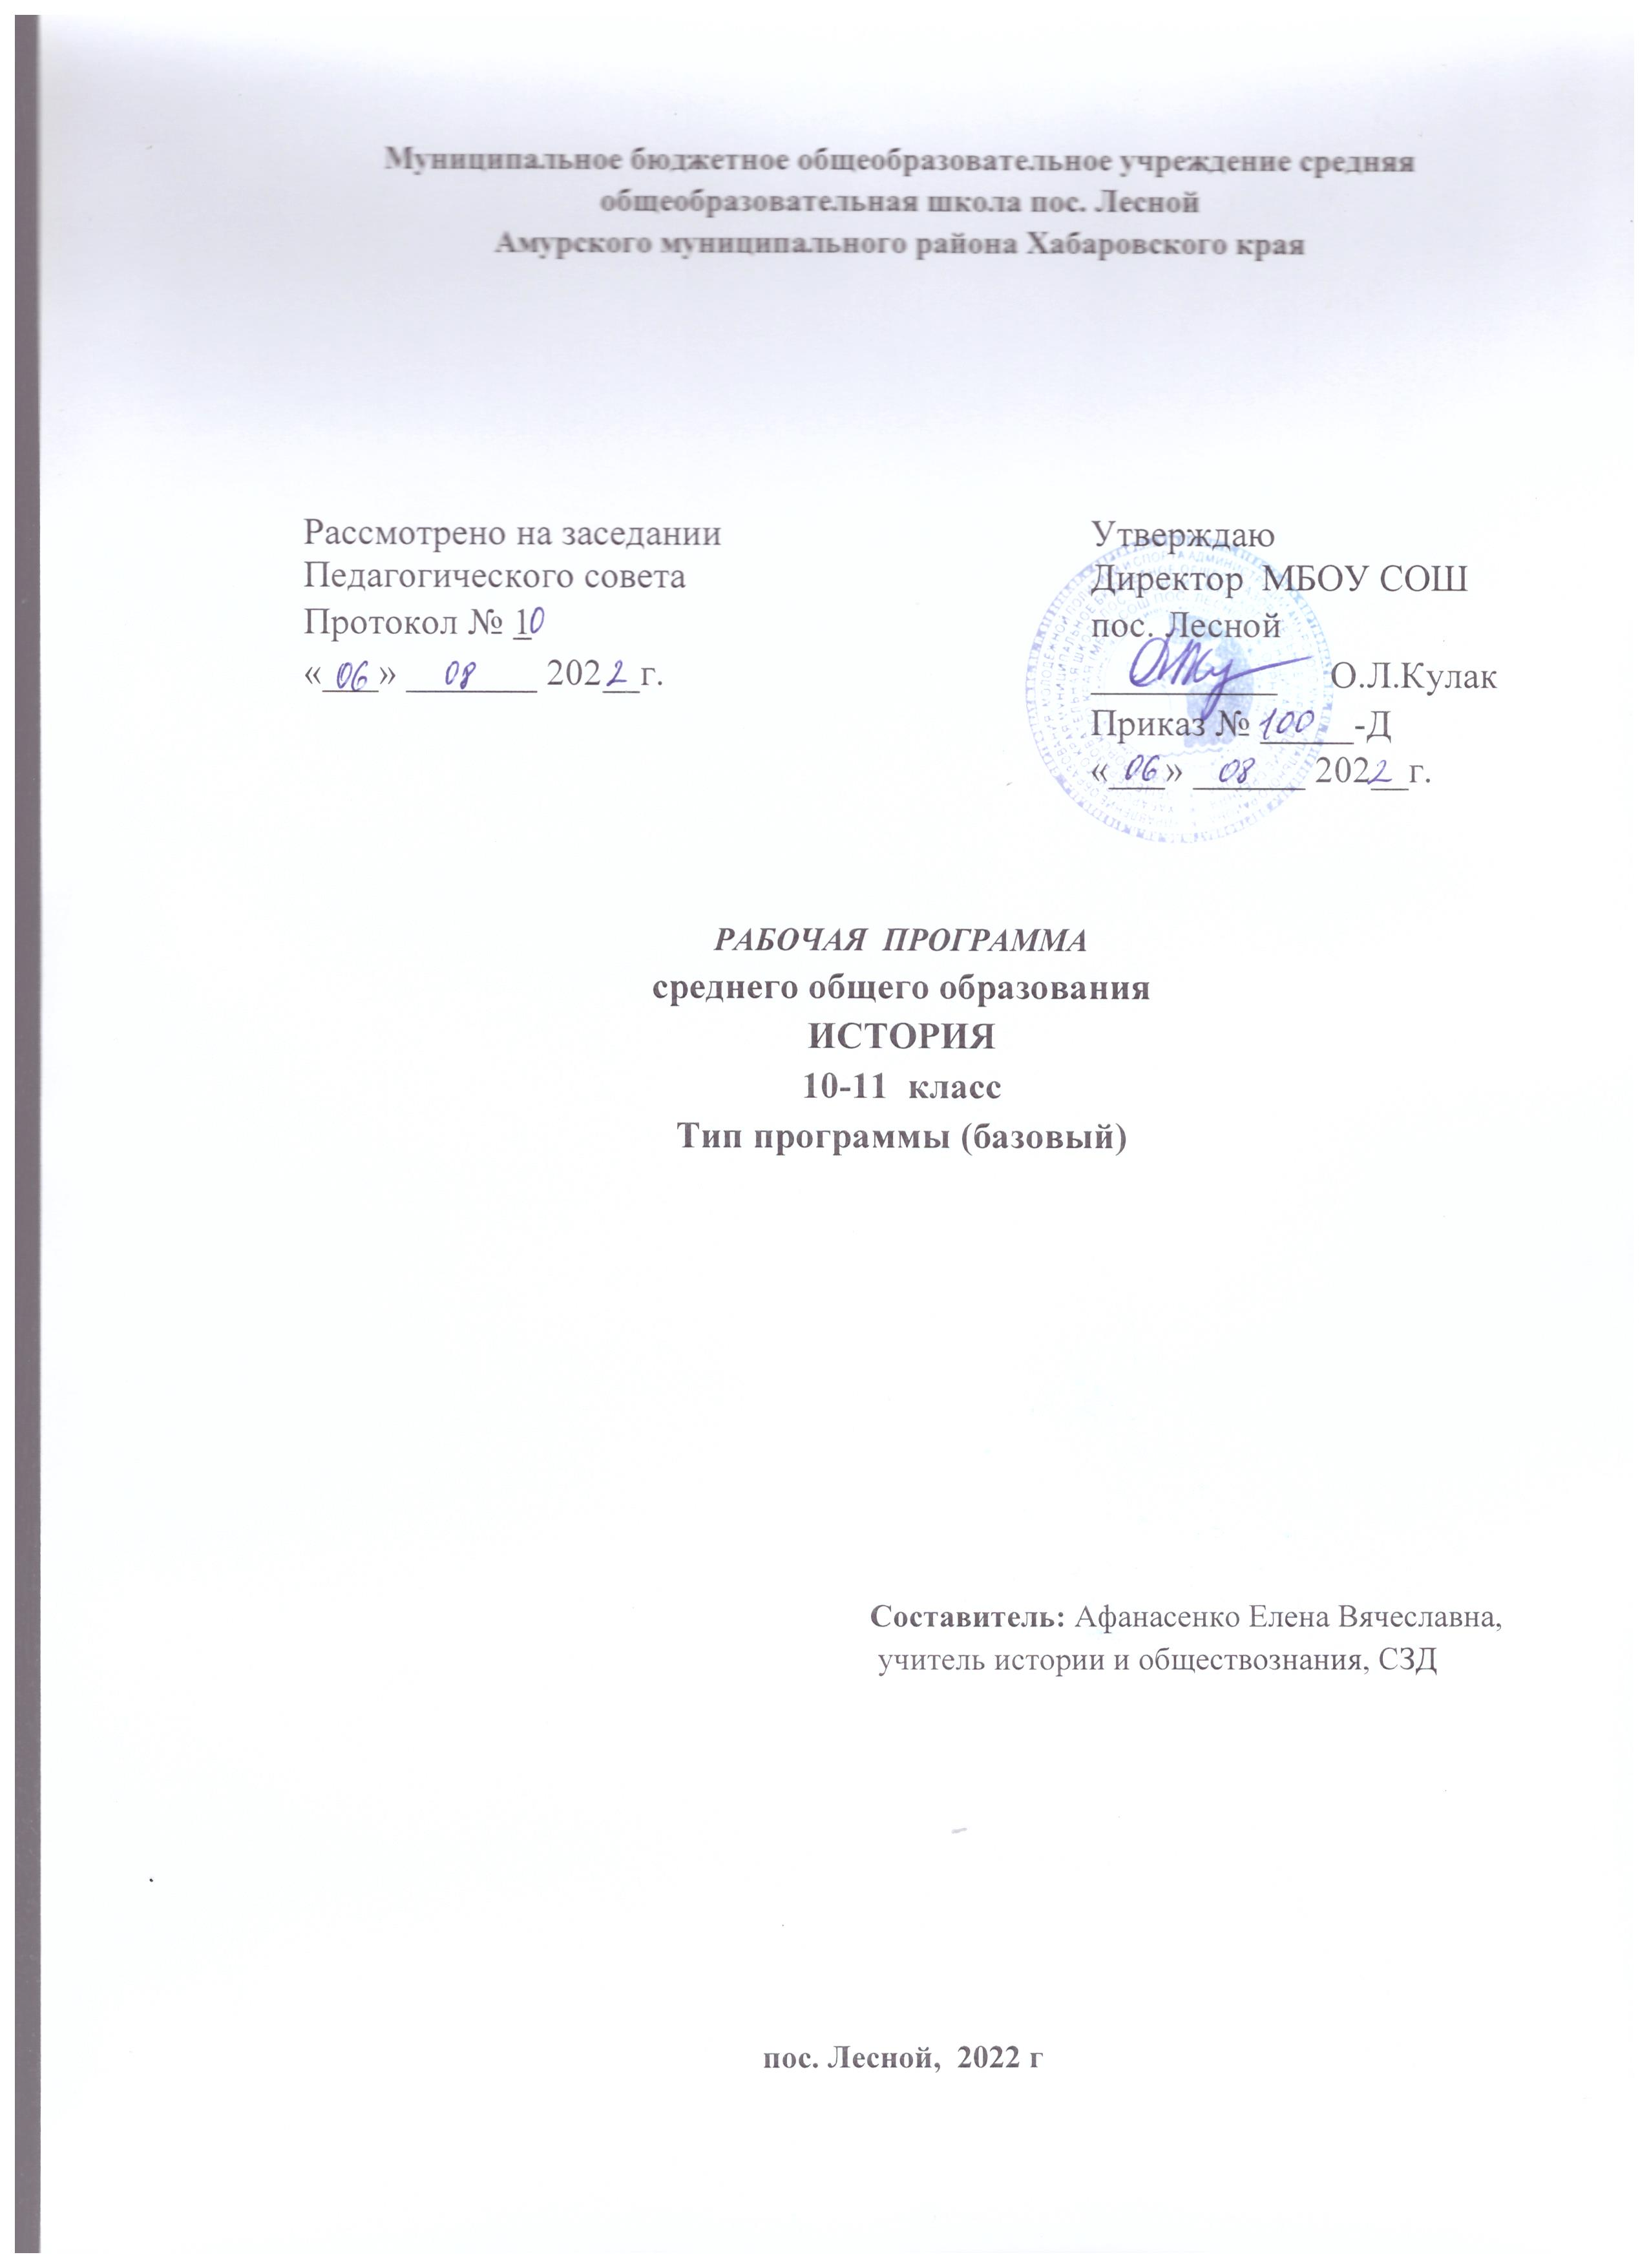 Муниципальное бюджетное общеобразовательное учреждение средняя
общеобразовательная школа пос. Лесной
Амурского муниципального района Хабаровского края
Рассмотрено на заседании
Педагогического совета
Протокол № 10
«06» 08 2022 г.
Утверждаю
Директор МБОУ СОШ
пос. Лесной
О.Л.Кулак
Приказ № 100-Д
«06» 08 2022 г.
РАБОЧАЯ ПРОГРАММА
среднего общего образования
ИСТОРИЯ
10-11 класс
Тип программы (базовый)
Составитель: Афанасенко Елена Вячеславна,
учитель истории и обществознания, СЗД
пос. Лесной, 2022 г